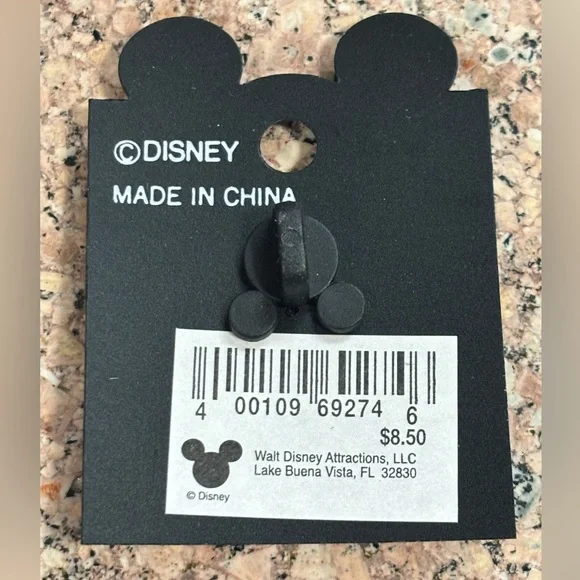 ©DISNEY
MADE IN CHINA
4 00109 69274 6
$8.50
Walt Disney Attractions, LLC
Lake Buena Vista, FL 32830
© Disney